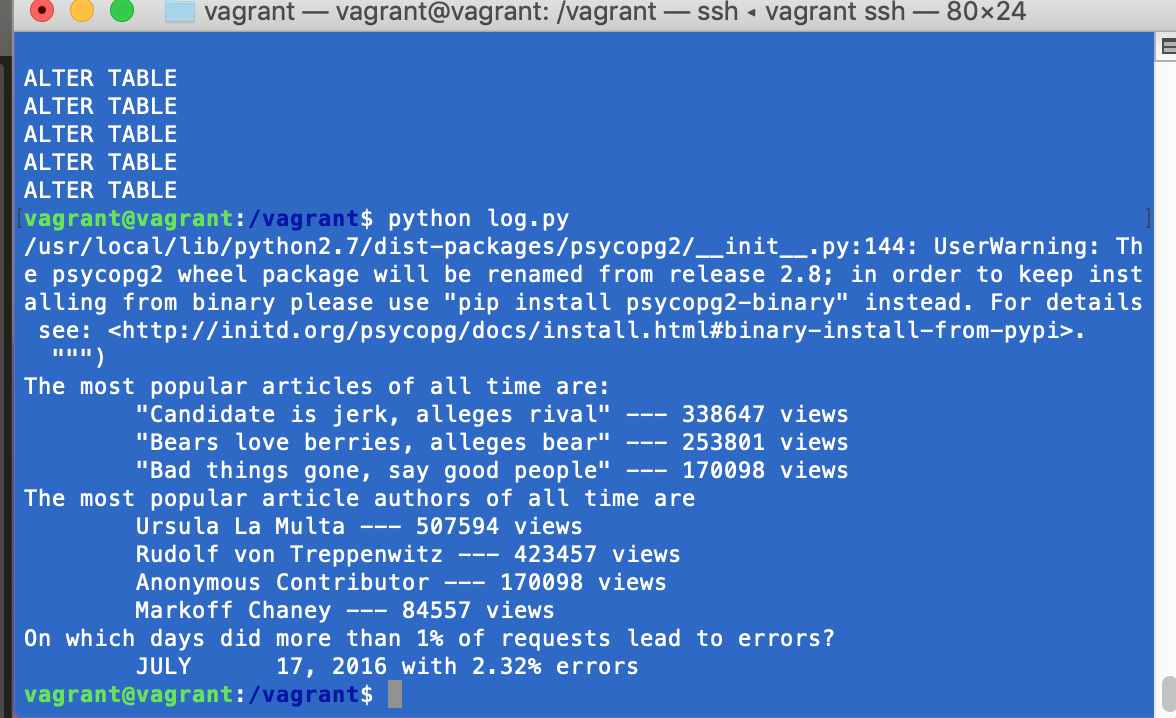 vagrant — vagrant@vagrant: /vagrant — ssh ◂ vagrant ssh — 80×24
ALTER TABLE
ALTER TABLE
ALTER TABLE
ALTER TABLE
ALTER TABLE
[vagrant@vagrant:/vagrant$ python log.py ]
/usr/local/lib/python2.7/dist-packages/psycopg2/__init__.py:144: UserWarning: Th
e psycopg2 wheel package will be renamed from release 2.8; in order to keep inst
alling from binary please use "pip install psycopg2-binary" instead. For details
 see: <http://initd.org/psycopg/docs/install.html#binary-install-from-pypi>.
  """)
The most popular articles of all time are:
        "Candidate is jerk, alleges rival" --- 338647 views
        "Bears love berries, alleges bear" --- 253801 views
        "Bad things gone, say good people" --- 170098 views
The most popular article authors of all time are
        Ursula La Multa --- 507594 views
        Rudolf von Treppenwitz --- 423457 views
        Anonymous Contributor --- 170098 views
        Markoff Chaney --- 84557 views
On which days did more than 1% of requests lead to errors?
        JULY      17, 2016 with 2.32% errors
vagrant@vagrant:/vagrant$